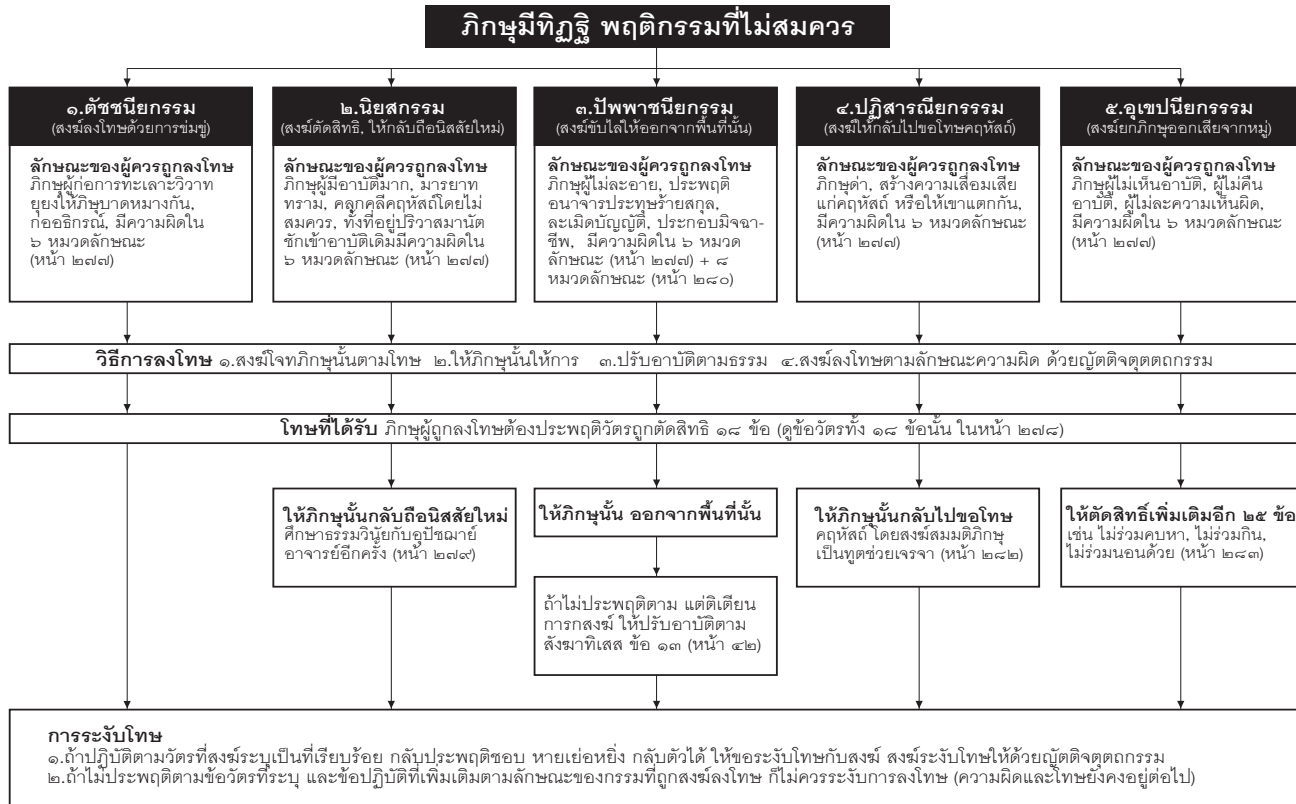 ภิกษุมีทิฏฐิ พฤติกรรมที่ไม่สมควร
๑.ตัชชนียกรรม
(สงฆ์ลงโทษด้วยการข่มขู่)
ลักษณะของผู้ควรถูกลงโทษ
ภิกษุผู้ก่อการทะเลาะวิวาท
ยุยงให้ภิษุบาดหมางกัน,
ก่ออธิกรณ์, มีความผิดใน
๖ หมวดลักษณะ
(หน้า ๒๗๗)
๒.นิยสกรรม
(สงฆ์ตัดสิทธิ, ให้กลับถือนิสสัยใหม่)
ลักษณะของผู้ควรถูกลงโทษ
ภิกษุผู้มีอาบัติมาก, มารยาท
ทราม, คลุกคลีคฤหัสถ์โดยไม่
สมควร, ทั้งที่อยู่ปริวาสมานัต
ชักเข้าอาบัติเดิมมีความผิดใน
๖ หมวดลักษณะ (หน้า ๒๗๗)
๓.ปัพพาชนียกรรม
(สงฆ์ขับไล่ให้ออกจากพื้นที่นั้น)
ลักษณะของผู้ควรถูกลงโทษ
ภิกษุผู้ไม่ละอาย, ประพฤติ
อนาจารประทุษร้ายสกุล,
ละเมิดบัญญัติ, ประกอบมิจฉา-
ชีพ, มีความผิดใน ๖ หมวด
ลักษณะ (หน้า ๒๗๗) + ๘
หมวดลักษณะ (หน้า ๒๘๐)
๔.ปฏิสารณียกรรรม
(สงฆ์ให้กลับไปขอโทษคฤหัสถ์)
ลักษณะของผู้ควรถูกลงโทษ
ภิกษุด่า, สร้างความเสื่อมเสีย
แก่คฤหัสถ์ หรือให้เขาแตกกัน,
มีความผิดใน ๖ หมวดลักษณะ
(หน้า ๒๗๗)
๕.อุเขปนียกรรรม
(สงฆ์ยกภิกษุออกเสียจากหมู่)
ลักษณะของผู้ควรถูกลงโทษ
ภิกษุผู้ไม่เห็นอาบัติ, ผู้ไม่คืน
อาบัติ, ผู้ไม่ละความเห็นผิด,
มีความผิดใน ๖ หมวดลักษณะ
(หน้า ๒๗๗)
วิธีการลงโทษ ๑.สงฆ์โจทภิกษุนั้นตามโทษ ๒.ให้ภิกษุนั้นให้การ ๓.ปรับอาบัติตามธรรม ๔.สงฆ์ลงโทษตามลักษณะความผิด ด้วยญัตติจตุตถกรรม
โทษที่ได้รับ ภิกษุผู้ถูกลงโทษต้องประพฤติวัตรถูกตัดสิทธิ ๑๘ ข้อ (ดูข้อวัตรทั้ง ๑๘ ข้อนั้น ในหน้า ๒๗๘)
ให้ภิกษุนั้นกลับถือนิสสัยใหม่
ศึกษาธรรมวินัยกับอุปัชฌาย์
อาจารย์อีกครั้ง (หน้า ๒๗๙)
ให้ภิกษุนั้น ออกจากพื้นที่นั้น
ถ้าไม่ประพฤติตาม แต่ติเตียน
การกสงฆ์ ให้ปรับอาบัติตาม
สังฆาทิเสส ข้อ ๑๓ (หน้า ๔๒)
ให้ภิกษุนั้นกลับไปขอโทษ
คฤหัสถ์ โดยสงฆ์สมมติภิกษุ
เป็นทูตช่วยเจรจา (หน้า ๒๘๒)
ให้ตัดสิทธิ์เพิ่มเติมอีก ๒๕ ข้อ
เช่น ไม่ร่วมคบหา, ไม่ร่วมกิน,
ไม่ร่วมนอนด้วย (หน้า ๒๘๓)
การระงับโทษ
๑.ถ้าปฏิบัติตามวัตรที่สงฆ์ระบุเป็นที่เรียบร้อย กลับประพฤติชอบ หายเย่อหยิ่ง กลับตัวได้ ให้ขอระงับโทษกับสงฆ์ สงฆ์ระงับโทษให้ด้วยญัตติจตุตถกรรม
๒.ถ้าไม่ประพฤติตามข้อวัตรที่ระบุ และข้อปฏิบัติที่เพิ่มเติมตามลักษณะของกรรมที่ถูกสงฆ์ลงโทษ ก็ไม่ควรระงับการลงโทษ (ความผิดและโทษยังคงอยู่ต่อไป)